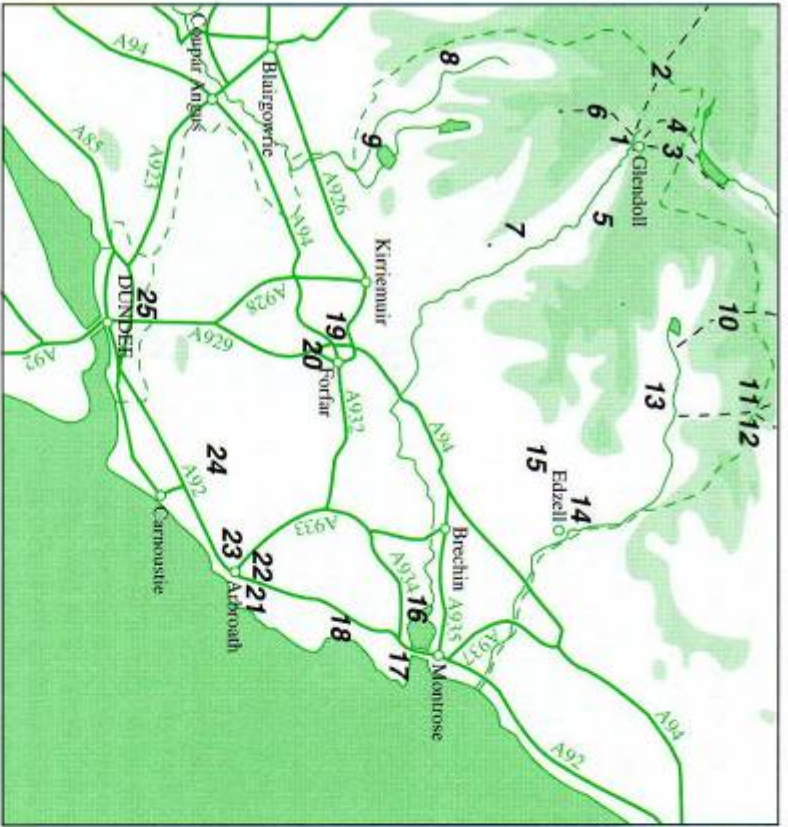 2
8
4
6
3
9
1
Glendoll
5
7
10
11
12
13
15
Edzell
14
A94
Coupar Angus
Blairgowrie
A926
A94
A85
A923
Kirriemuir
A928
19
20
Forfar
A929
A932
25
DUNDEE
A92
A94
Brechin
A933
A934
16
A935
A937
24
A92
Carnoustie
23
22
21
Arbroath
18
17
Montrose
A92
A94